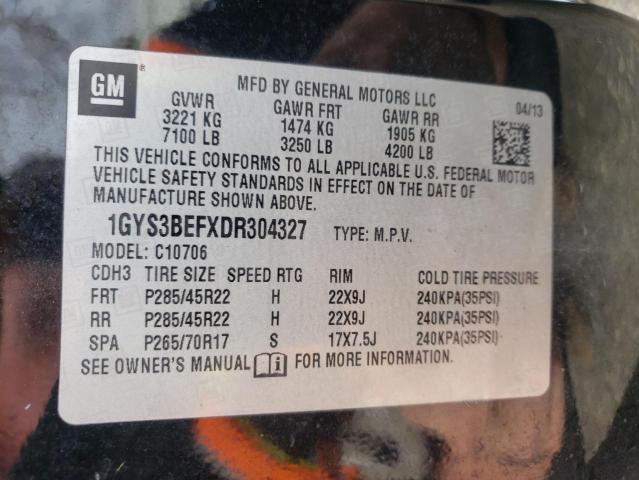 GM
MFD BY GENERAL MOTORS LLC
GVWR GAWR FRT GAWR RR 04/13
3221 KG 1474 KG 1905 KG
7100 LB 3250 LB 4200 LB
THIS VEHICLE CONFORMS TO ALL APPLICABLE U.S. FEDERAL MOTOR
VEHICLE SAFETY STANDARDS IN EFFECT ON THE DATE OF
MANUFACTURE SHOWN ABOVE.
1GYS3BEFXDR304327 TYPE: M.P.V.
MODEL: C10706
CDH3 TIRE SIZE SPEED RTG RIM COLD TIRE PRESSURE
FRT P285/45R22 H 22X9J 240KPA(35PSI)
RR P285/45R22 H 22X9J 240KPA(35PSI)
SPA P265/70R17 S 17X7.5J 240KPA(35PSI)
SEE OWNER'S MANUAL FOR MORE INFORMATION.